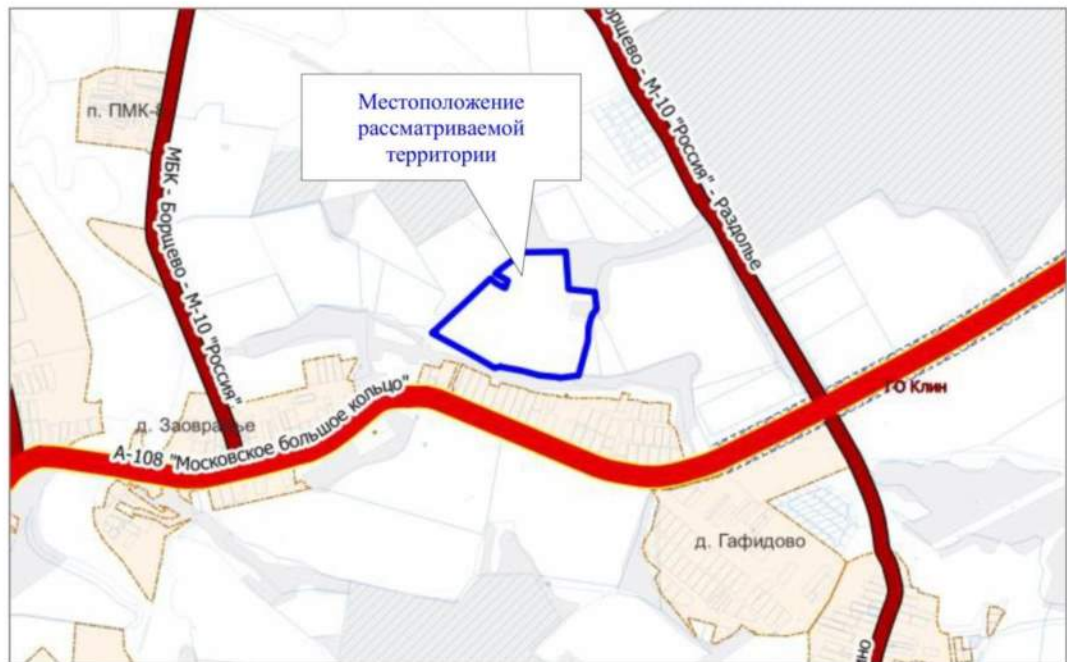 Местоположение
рассматриваемой
территории
п. ПМК-8
МБК - Борщево - М-10 "Россия"
Борщево - М-10 "Россия" - Раздолье
д. Заовражье
А-108 "Московское большое кольцо"
ГО Клин
д. Гафидово